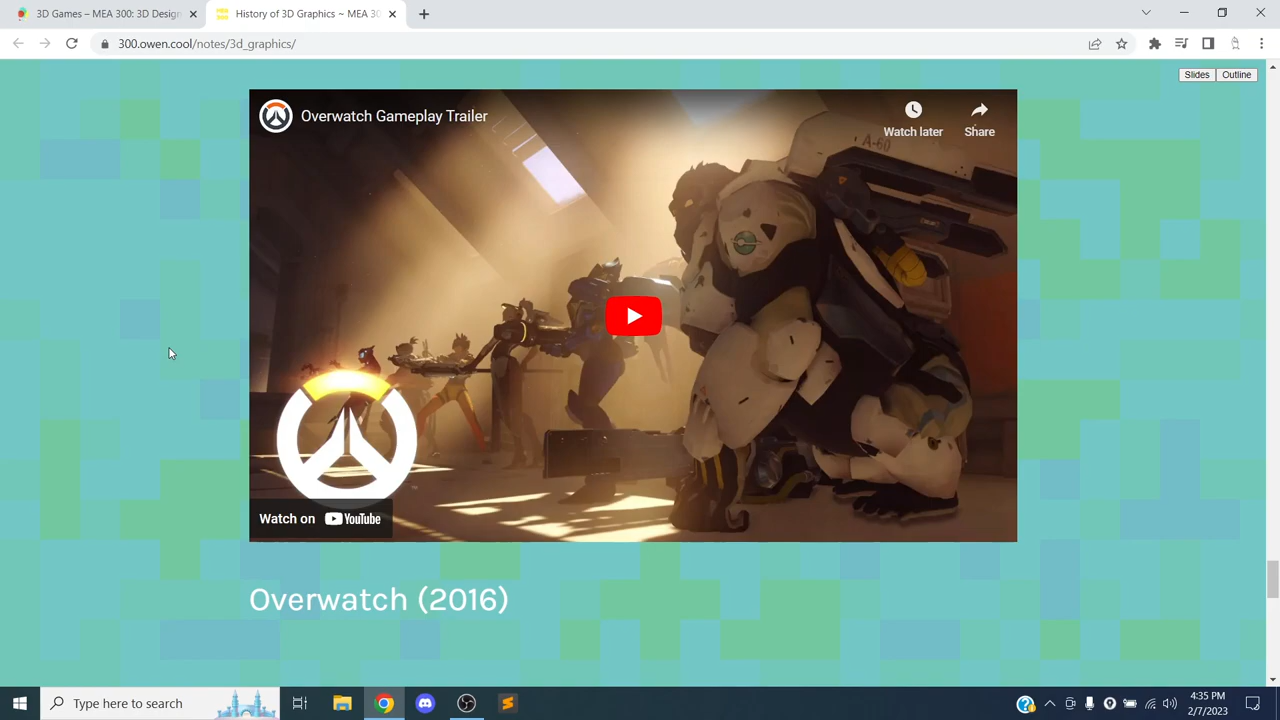 3D Games – MEA 300: 3D Design
History of 3D Graphics ~ MEA 30
300.owen.cool/notes/3d_graphics/
Slides
Outline
Overwatch Gameplay Trailer
Watch later
Share
A-60
Watch on YouTube
Overwatch (2016)
Type here to search
4:35 PM
2/7/2023